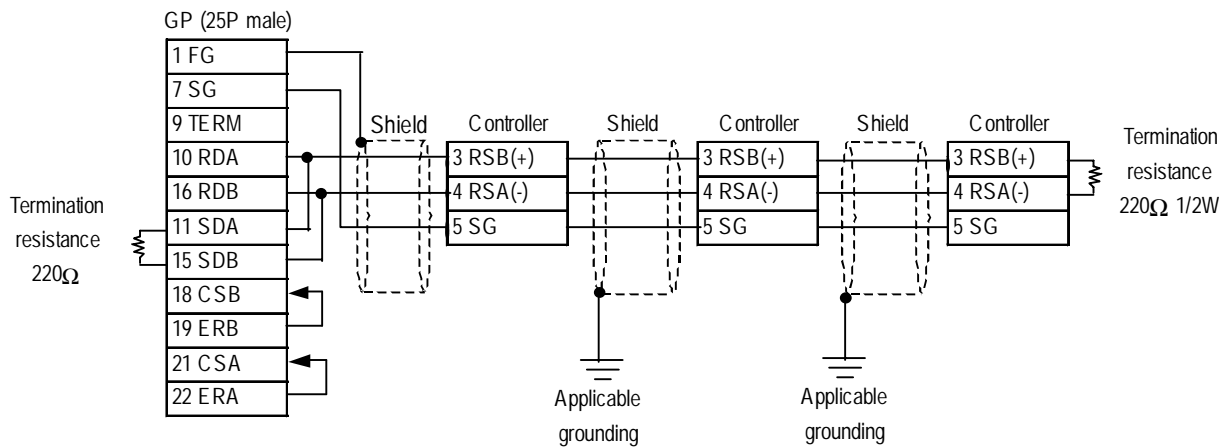 GP (25P male)
1 FG
7 SG
9 TERM
10 RDA
16 RDB
11 SDA
15 SDB
18 CSB
19 ERB
21 CSA
22 ERA
Termination
resistance
220Ω
Shield
Controller
3 RSB(+)
4 RSA(-)
5 SG
Shield
Applicable
grounding
Controller
3 RSB(+)
4 RSA(-)
5 SG
Shield
Applicable
grounding
Controller
3 RSB(+)
4 RSA(-)
5 SG
Termination
resistance
220Ω 1/2W